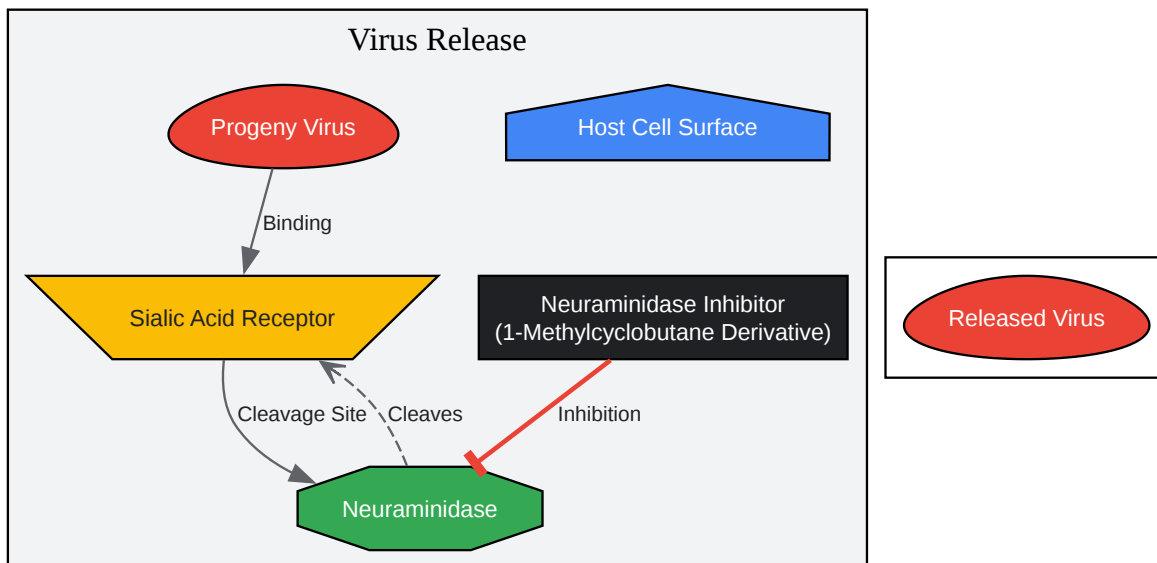 Virus Release
Progeny Virus
Host Cell Surface
Binding
Sialic Acid Receptor
Neuraminidase Inhibitor
(1-Methylcyclobutane Derivative)
Released Virus
Cleavage Site
Cleaves
Inhibition
Neuraminidase